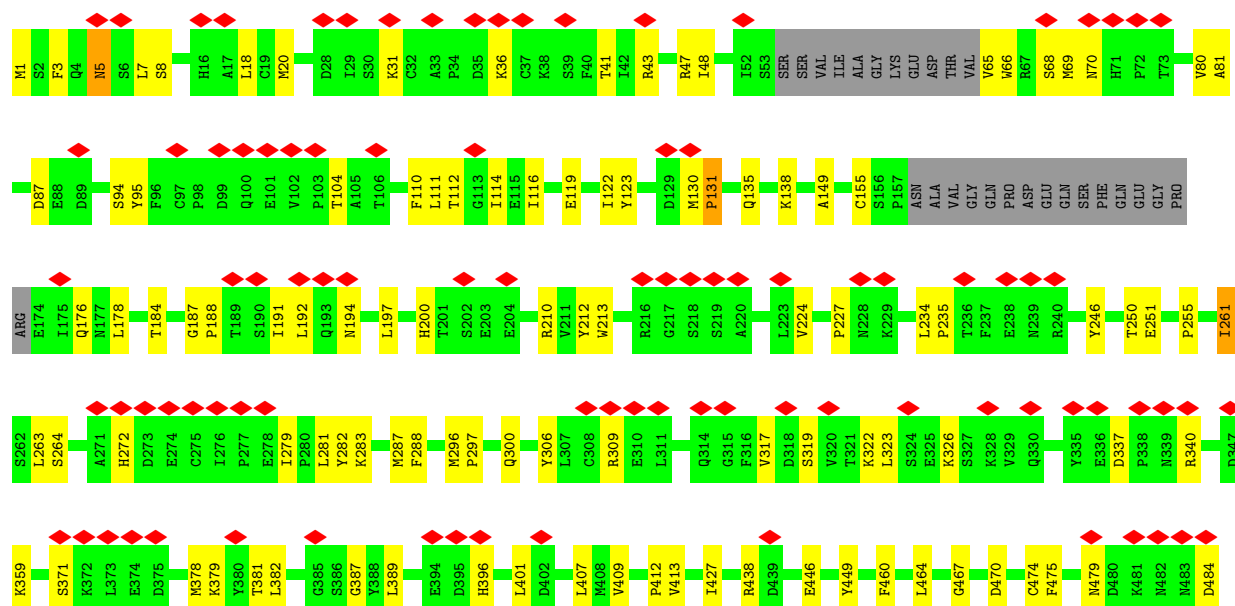 M1 S2 F3 Q4 N5 S6 L7 S8 H16 A17 L18 C19 M20 D28 I29 S30 K31 C32 A33 P34 D35 K36 C37 K38 S39 F40 T41 I42 R43 R47 I48 I52 S53 SER SER VAL ILE ALA GLY LYS GLU ASP THR VAL V65 W66 R67 S68 M69 N70 H71 P72 T73 V80 A81
D87 E88 D89 S94 Y95 F96 C97 P98 D99 Q100 E101 V102 P103 T104 A105 T106 F110 L111 T112 G113 I114 E115 I116 E119 I122 Y123 D129 M130 P131 Q135 K138 A149 C155 S156 P157 ASN ALA VAL GLY GLN PRO ASP GLU GLN SER PHE GLN GLU GLY PRO
ARG E174 I175 Q176 N177 L178 T184 G187 P188 T189 S190 I191 L192 Q193 N194 L197 H200 T201 S202 E203 E204 R210 V211 Y212 W213 R216 G217 S218 S219 A220 L223 V224 P227 N228 K229 L234 P235 T236 F237 E238 N239 R240 Y246 T250 E251 P255 I261
S262 L263 S264 A271 H272 D273 E274 C275 I276 P277 E278 I279 P280 L281 Y282 K283 M287 F288 M296 P297 Q300 Y306 L307 C308 R309 E310 L311 Q314 G315 F316 V317 D318 S319 V320 T321 K322 L323 S324 E325 K326 S327 K328 V329 Q330 Y335 E336 D337 P338 N339 R340 D347
K359 S371 K372 L373 E374 D375 M378 K379 Y380 T381 L382 G385 S386 G387 Y388 L389 E394 D395 H396 L401 D402 L407 M408 V409 P412 V413 I427 R438 D439 E446 Y449 F460 L464 G467 D470 C474 F475 N479 D480 K481 N482 N483 D484